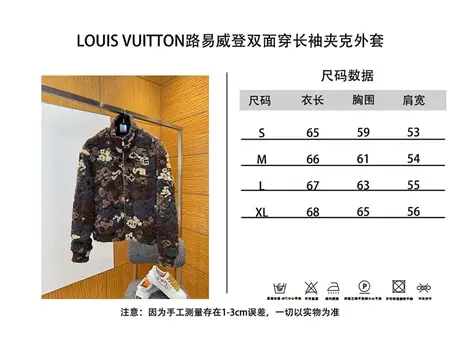 LOUIS VUITTON路易威登双面穿长袖夹克外套
尺码数据
尺码 衣长 胸围 肩宽
S 65 59 53
M 66 61 54
L 67 63 55
XL 68 65 56
注意：因为手工测量存在1-3cm误差，一切以实物为准